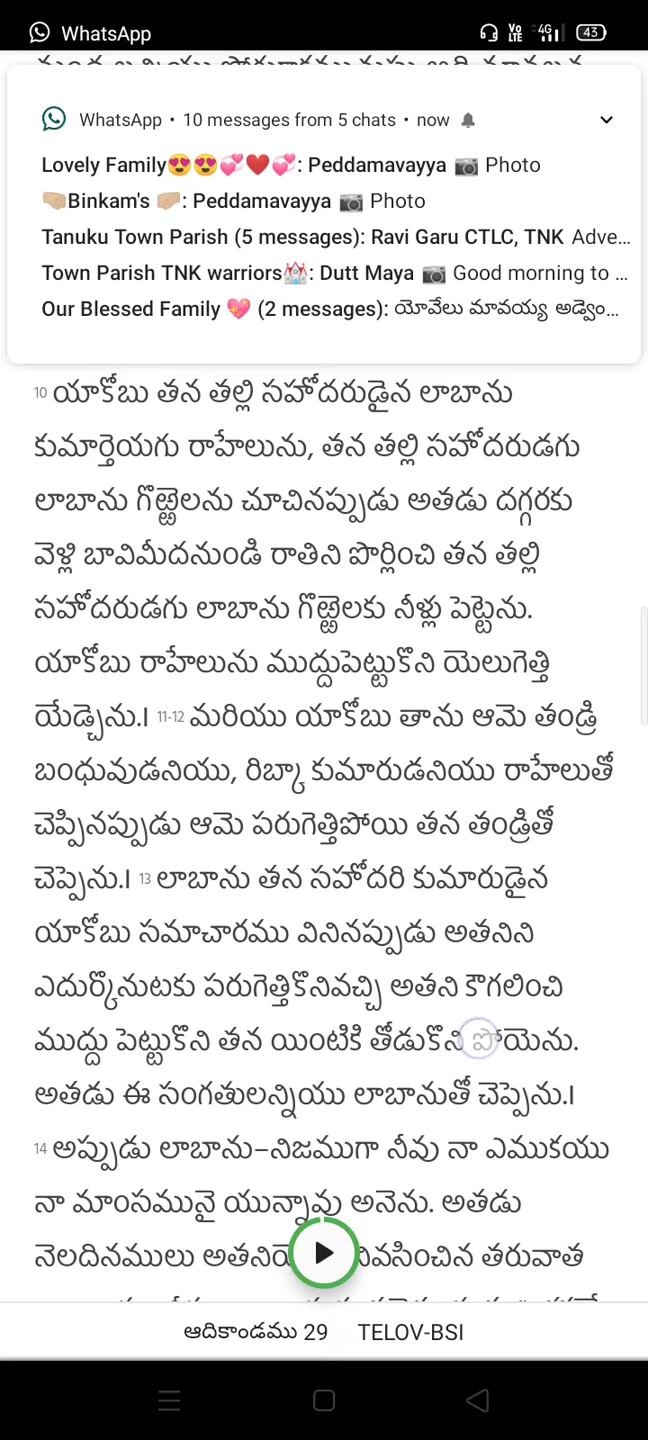 WhatsApp Vo LTE 4G 43
WhatsApp • 10 messages from 5 chats • now
Lovely Family😍😍💞❤️💞: Peddamavayya 📷 Photo
🤜🏼Binkam's 🤛🏼: Peddamavayya 📷 Photo
Tanuku Town Parish (5 messages): Ravi Garu CTLC, TNK Adve...
Town Parish TNK warriors💒: Dutt Maya 📷 Good morning to ...
Our Blessed Family 💖 (2 messages): యోవేలు మావయ్య అడ్వెం...
10 యాకోబు తన తల్లి సహోదరుడైన లాబాను
కుమార్తెయగు రాహేలును, తన తల్లి సహోదరుడగు
లాబాను గొఱ్ఱెలను చూచినప్పుడు అతడు దగ్గరకు
వెళ్లి బావిమీదనుండి రాతిని పొర్లించి తన తల్లి
సహోదరుడగు లాబాను గొఱ్ఱెలకు నీళ్లు పెట్టెను.
యాకోబు రాహేలును ముద్దుపెట్టుకొని యెలుగెత్తి
యేడ్చెను.| 11-12 మరియు యాకోబు తాను ఆమె తండ్రి
బంధువుడనియు, రిబ్కా కుమారుడనియు రాహేలుతో
చెప్పినప్పుడు ఆమె పరుగెత్తిపోయి తన తండ్రితో
చెప్పెను.| 13 లాబాను తన సహోదరి కుమారుడైన
యాకోబు సమాచారము వినినప్పుడు అతనిని
ఎదుర్కొనుటకు పరుగెత్తికొనివచ్చి అతని కౌగలించి
ముద్దు పెట్టుకొని తన యింటికి తోడుకొని పోయెను.
అతడు ఈ సంగతులన్నియు లాబానుతో చెప్పెను.|
14 అప్పుడు లాబాను–నిజముగా నీవు నా ఎముకయు
నా మాంసమునై యున్నావు అనెను. అతడు
నెలదినములు తరువాత
ఆదికాండము 29 TELOV-BSI